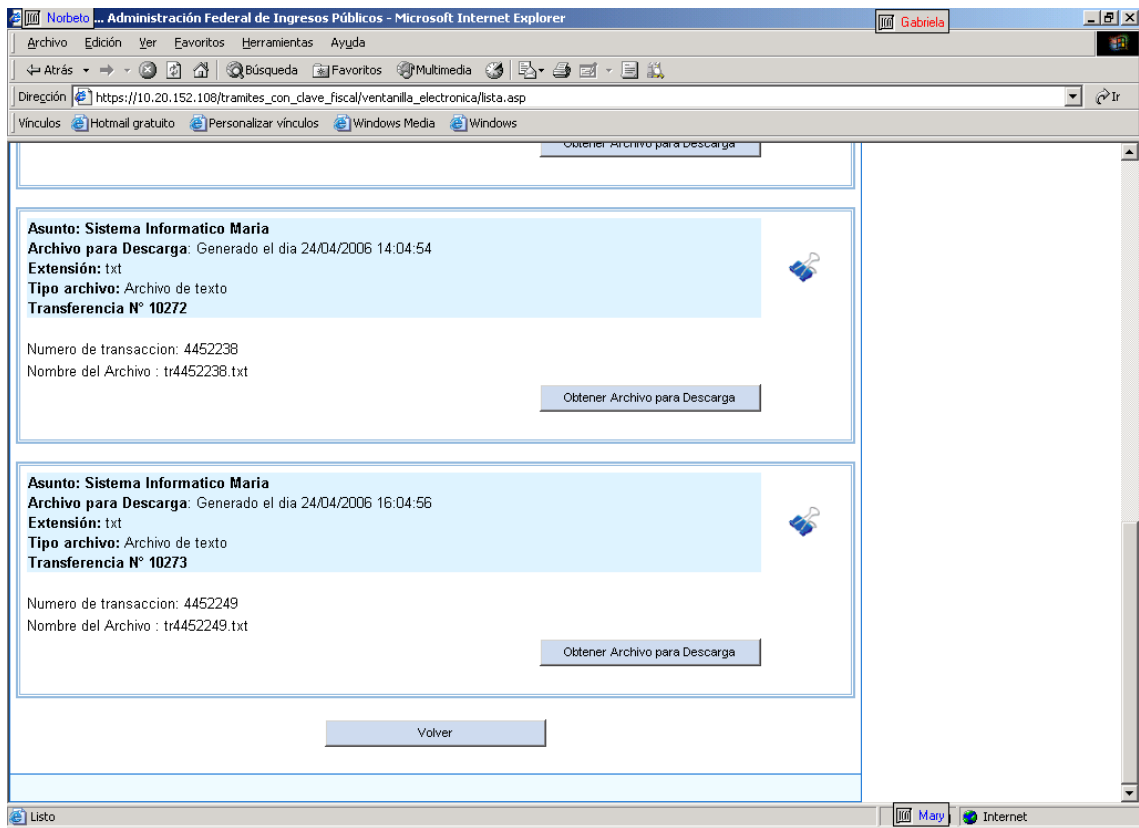 Norbeto ... Administración Federal de Ingresos Públicos - Microsoft Internet Explorer
Gabriela
Archivo Edición Ver Favoritos Herramientas Ayuda
Atrás Búsqueda Favoritos Multimedia
Dirección https://10.20.152.108/tramites_con_clave_fiscal/ventanilla_electronica/lista.asp Ir
Vínculos Hotmail gratuito Personalizar vínculos Windows Media Windows
Obtener Archivo para Descarga
Asunto: Sistema Informatico Maria
Archivo para Descarga: Generado el dia 24/04/2006 14:04:54
Extensión: txt
Tipo archivo: Archivo de texto
Transferencia N° 10272
Numero de transaccion: 4452238
Nombre del Archivo : tr4452238.txt
Obtener Archivo para Descarga
Asunto: Sistema Informatico Maria
Archivo para Descarga: Generado el dia 24/04/2006 16:04:56
Extensión: txt
Tipo archivo: Archivo de texto
Transferencia N° 10273
Numero de transaccion: 4452249
Nombre del Archivo : tr4452249.txt
Obtener Archivo para Descarga
Volver
Listo Mary Internet